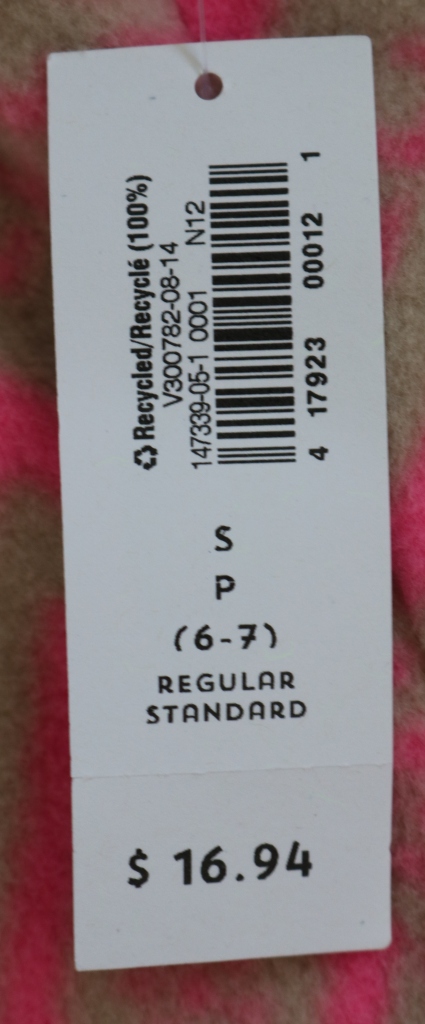 Recycled/Recyclé (100%)
V300782-08-14
147339-05-1 0001 N12
4 17923 00012 1
S
P
(6-7)
REGULAR
STANDARD
$ 16.94